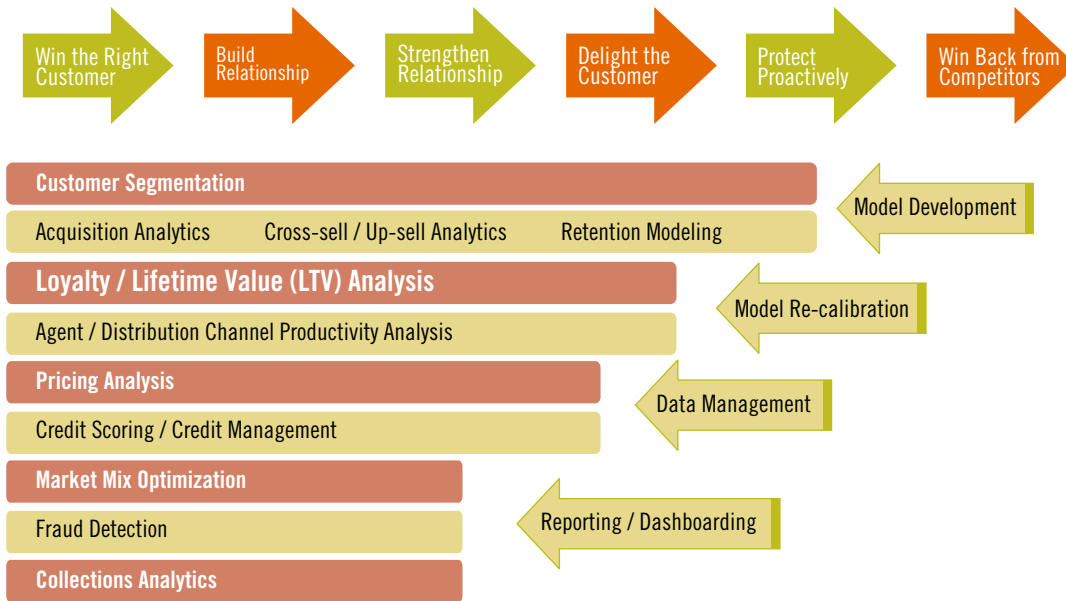 Win the Right
Customer
Build
Relationship
Strengthen
Relationship
Delight the
Customer
Protect
Proactively
Win Back from
Competitors
Customer Segmentation
Acquisition Analytics
Cross-sell / Up-sell Analytics
Retention Modeling
Model Development
Loyalty / Lifetime Value (LTV) Analysis
Agent / Distribution Channel Productivity Analysis
Model Re-calibration
Pricing Analysis
Credit Scoring / Credit Management
Data Management
Market Mix Optimization
Fraud Detection
Reporting / Dashboarding
Collections Analytics